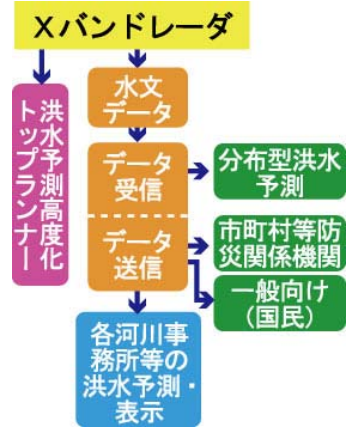 Xバンドレーダ
洪水予測高度化
トップランナー
水文
データ
データ
受信
データ
送信
分布型洪水
予測
市町村等防
災関係機関
一般向け
(国民)
各河川事
務所等の
洪水予測・
表示